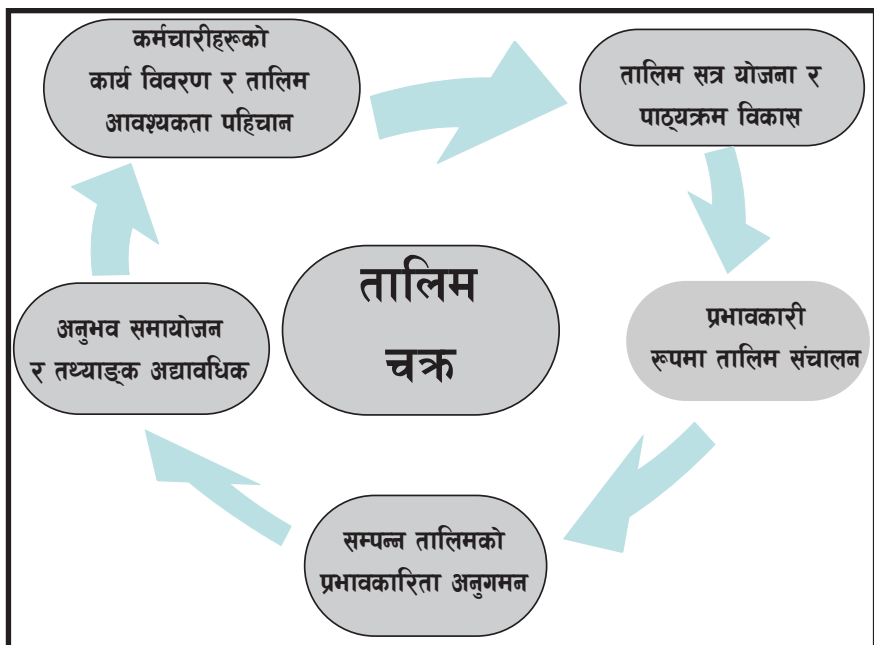 कर्मचारीहरूको
कार्य विवरण र तालिम
आवश्यकता पहिचान
तालिम सत्र योजना र
पाठ्यक्रम विकास
प्रभावकारी
रूपमा तालिम संचालन
सम्पन्न तालिमको
प्रभावकारिता अनुगमन
अनुभव समायोजन
र तथ्याङ्क अद्यावधिक
तालिम
चक्र